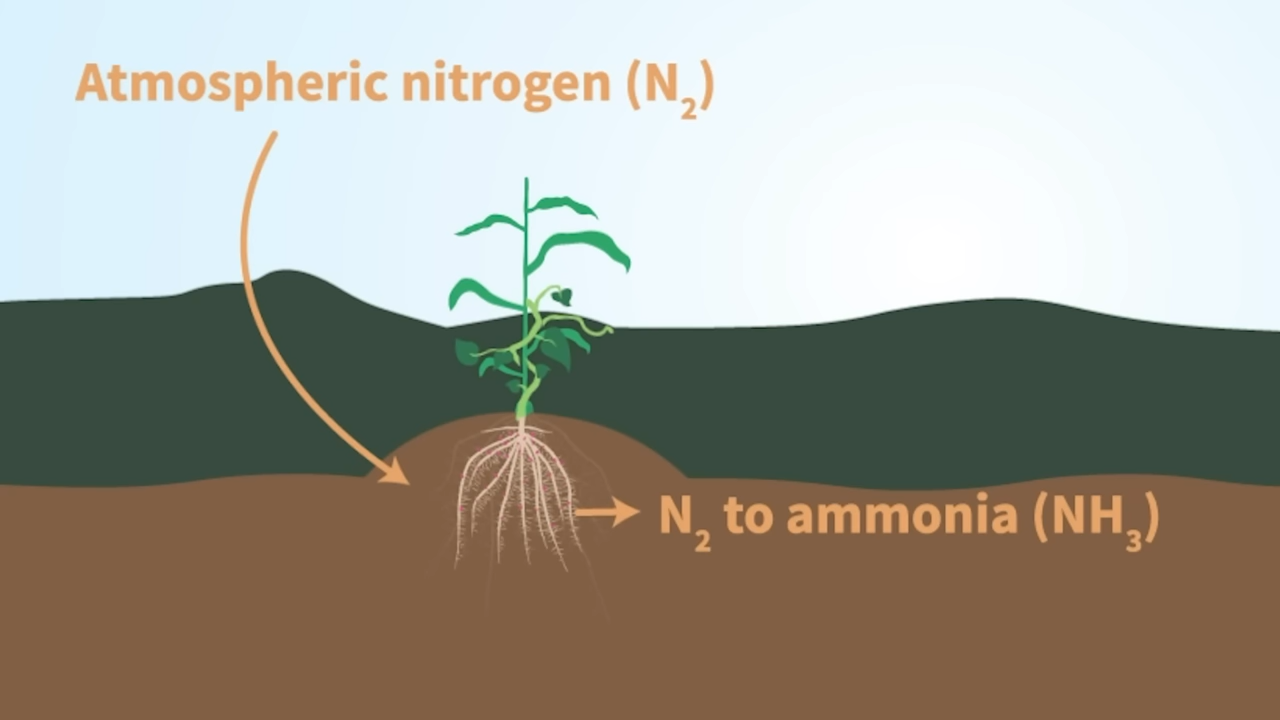 Atmospheric nitrogen (N₂)
N₂ to ammonia (NH₃)